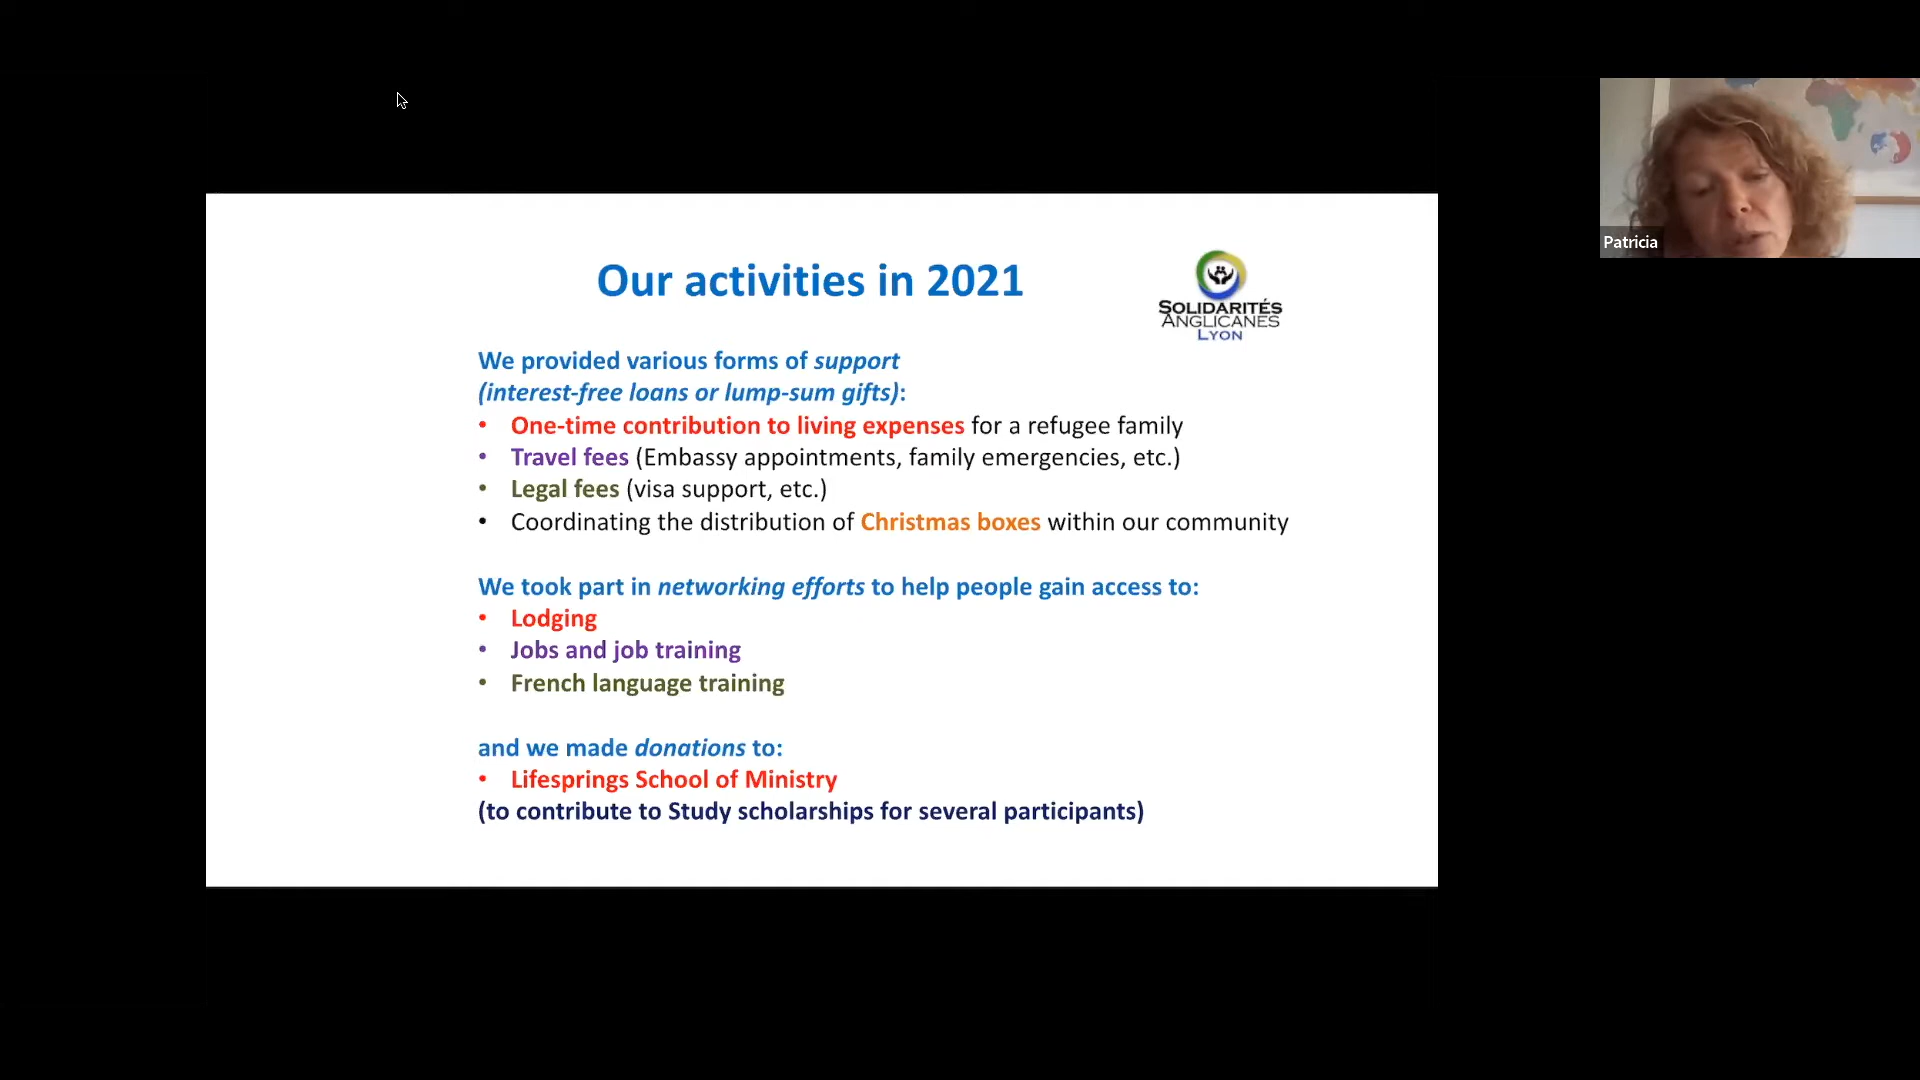 Our activities in 2021
SOLIDARITÉS
ANGLICANES
LYON
We provided various forms of support
(interest-free loans or lump-sum gifts):
• One-time contribution to living expenses for a refugee family
• Travel fees (Embassy appointments, family emergencies, etc.)
• Legal fees (visa support, etc.)
• Coordinating the distribution of Christmas boxes within our community
We took part in networking efforts to help people gain access to:
• Lodging
• Jobs and job training
• French language training
and we made donations to:
• Lifesprings School of Ministry
(to contribute to Study scholarships for several participants)
Patricia